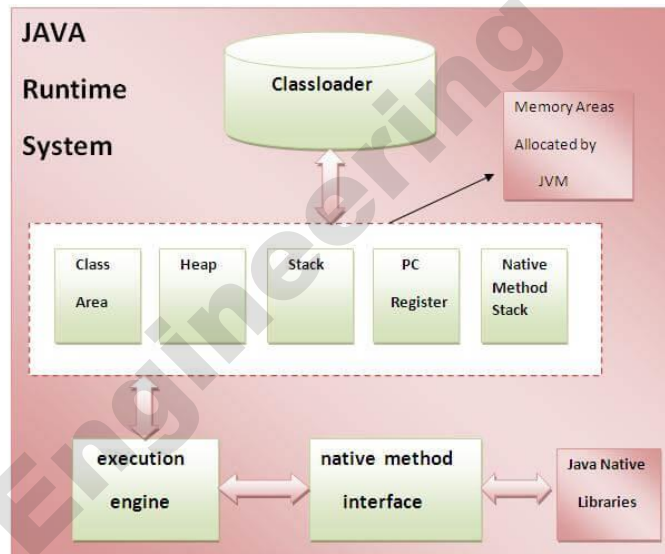 JAVA
Runtime
System
Classloader
Memory Areas
Allocated by
JVM
Class
Area
Heap
Stack
PC
Register
Native
Method
Stack
execution
engine
native method
interface
Java Native
Libraries
Engineering